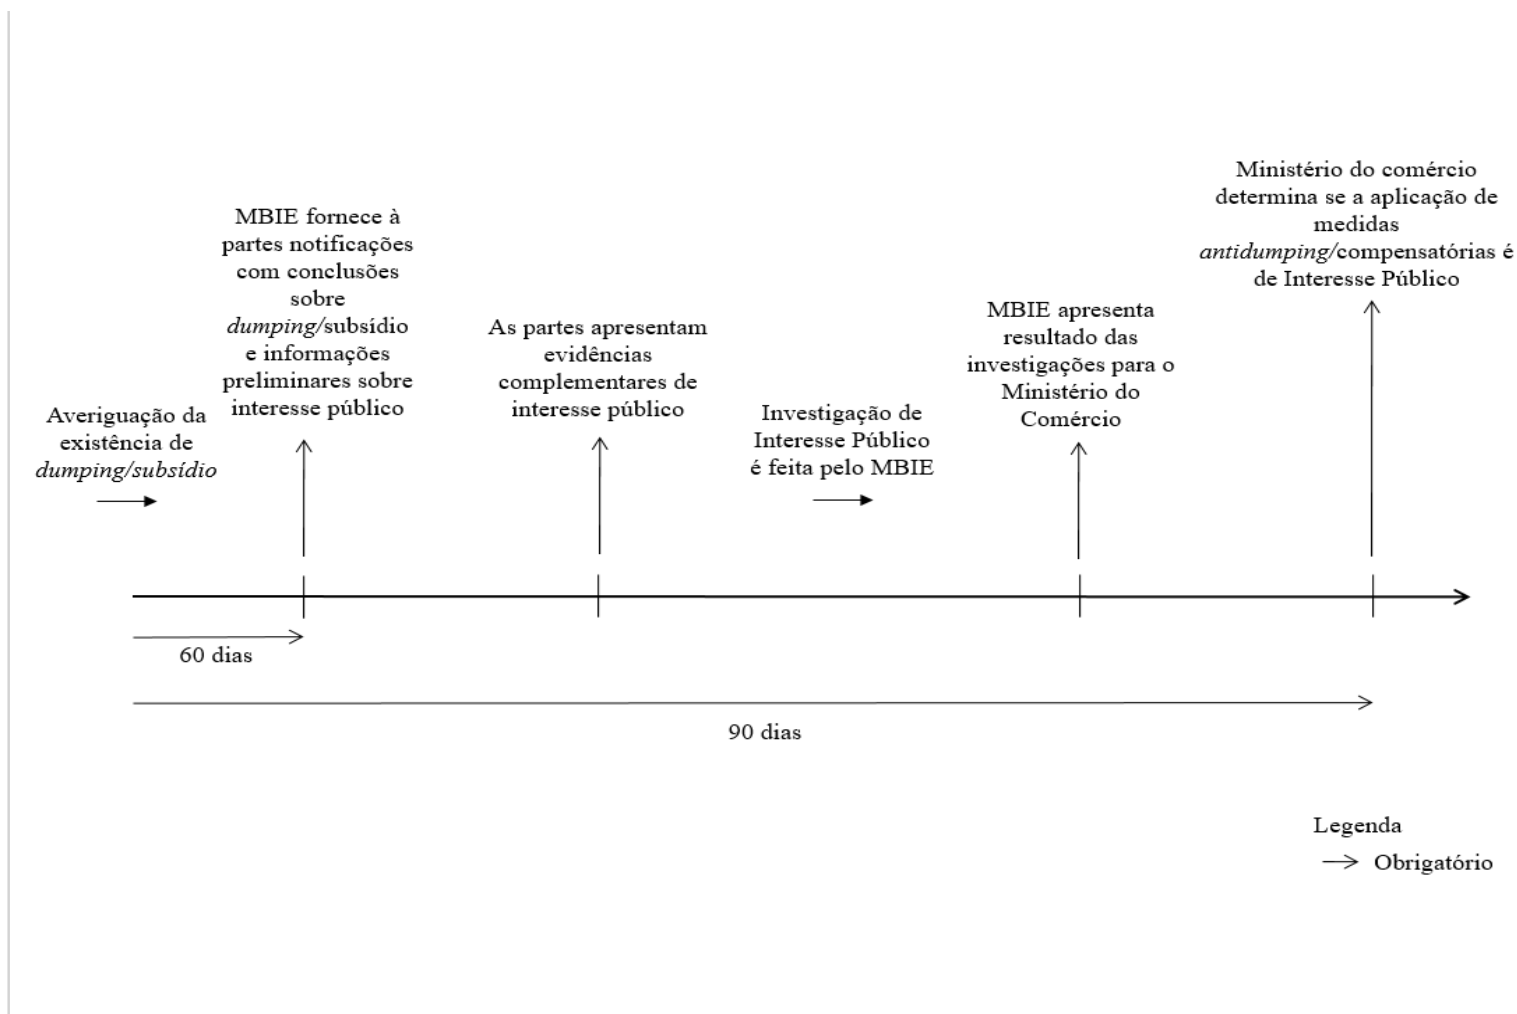 Averiguação da
existência de
dumping/subsídio
MBIE fornece à
partes notificações
com conclusões
sobre
dumping/subsídio
e informações
preliminares sobre
interesse público
As partes apresentam
evidências
complementares de
interesse público
Investigação de
Interesse Público
é feita pelo MBIE
MBIE apresenta
resultado das
investigações para o
Ministério do
Comércio
Ministério do comércio
determina se a aplicação de
medidas
antidumping/compensatórias é
de Interesse Público
60 dias
90 dias
Legenda
Obrigatório